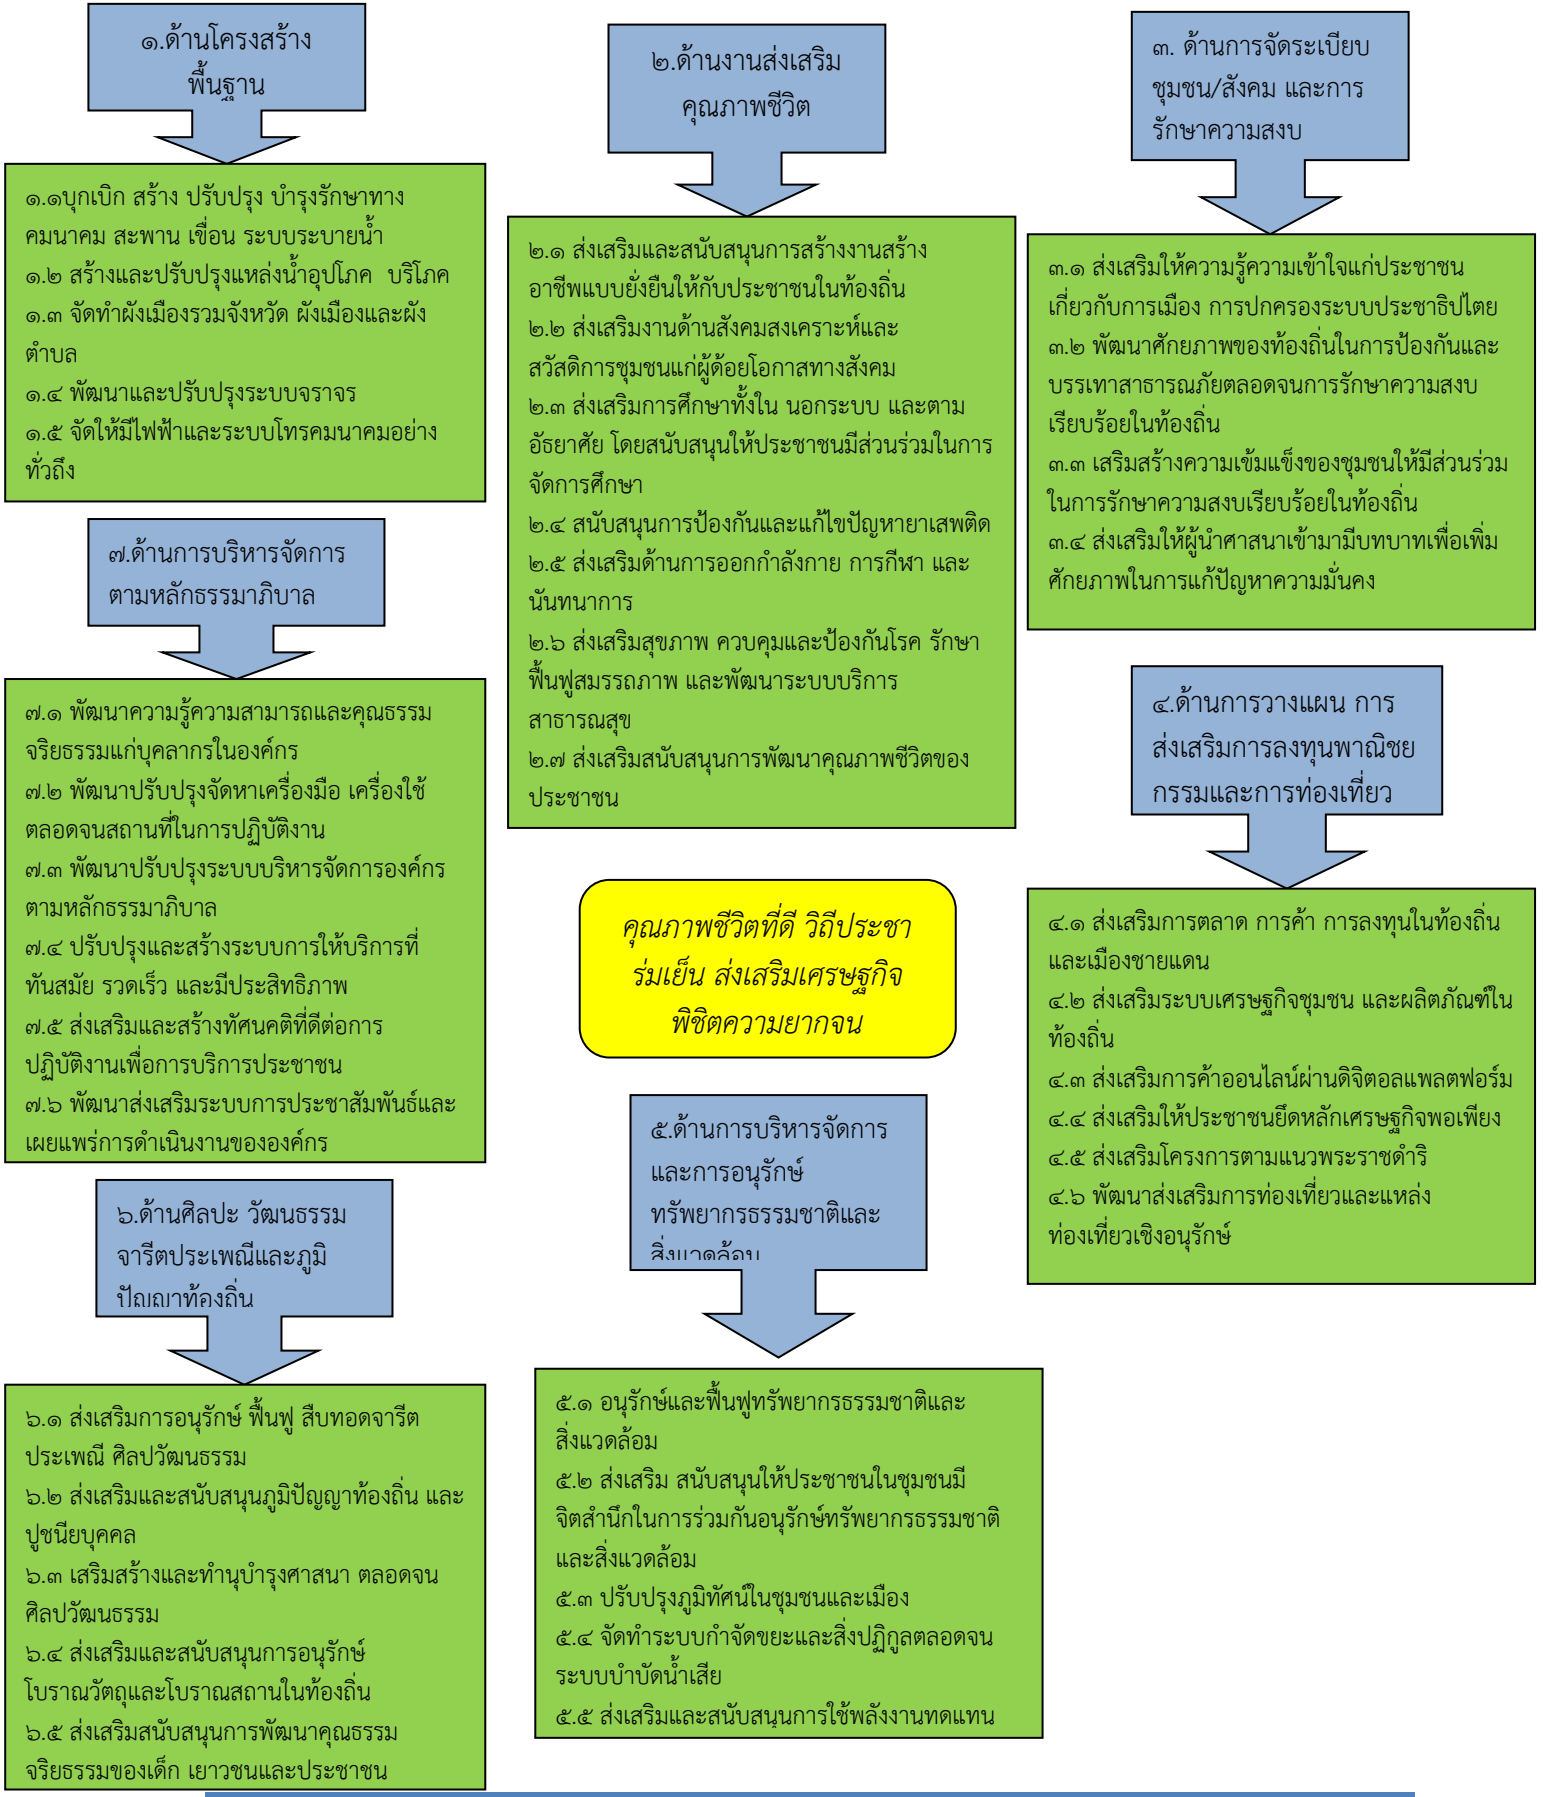 ๑.ด้านโครงสร้าง
พื้นฐาน
๑.๑บุกเบิก สร้าง ปรับปรุง บำรุงรักษาทาง
คมนาคม สะพาน เขื่อน ระบบระบายน้ำ
๑.๒ สร้างและปรับปรุงแหล่งน้ำอุปโภค  บริโภค
๑.๓ จัดทำผังเมืองรวมจังหวัด ผังเมืองและผัง
ตำบล
๑.๔ พัฒนาและปรับปรุงระบบจราจร
๑.๕ จัดให้มีไฟฟ้าและระบบโทรคมนาคมอย่าง
ทั่วถึง
๒.ด้านงานส่งเสริม
คุณภาพชีวิต
๒.๑ ส่งเสริมและสนับสนุนการสร้างงานสร้าง
อาชีพแบบยั่งยืนให้กับประชาชนในท้องถิ่น
๒.๒ ส่งเสริมงานด้านสังคมสงเคราะห์และ
สวัสดิการชุมชนแก่ผู้ด้อยโอกาสทางสังคม
๒.๓ ส่งเสริมการศึกษาทั้งใน นอกระบบ และตาม
อัธยาศัย โดยสนับสนุนให้ประชาชนมีส่วนร่วมในการ
จัดการศึกษา
๒.๔ สนับสนุนการป้องกันและแก้ไขปัญหายาเสพติด
๒.๕ ส่งเสริมด้านการออกกำลังกาย การกีฬา และ
นันทนาการ
๒.๖ ส่งเสริมสุขภาพ ควบคุมและป้องกันโรค รักษา
ฟื้นฟูสมรรถภาพ และพัฒนาระบบบริการ
สาธารณสุข
๒.๗ ส่งเสริมสนับสนุนการพัฒนาคุณภาพชีวิตของ
ประชาชน
๓. ด้านการจัดระเบียบ
ชุมชน/สังคม และการ
รักษาความสงบ
๓.๑ ส่งเสริมให้ความรู้ความเข้าใจแก่ประชาชน
เกี่ยวกับการเมือง การปกครองระบบประชาธิปไตย
๓.๒ พัฒนาศักยภาพของท้องถิ่นในการป้องกันและ
บรรเทาสาธารณภัยตลอดจนการรักษาความสงบ
เรียบร้อยในท้องถิ่น
๓.๓ เสริมสร้างความเข้มแข็งของชุมชนให้มีส่วนร่วม
ในการรักษาความสงบเรียบร้อยในท้องถิ่น
๓.๔ ส่งเสริมให้ผู้นำศาสนาเข้ามามีบทบาทเพื่อเพิ่ม
ศักยภาพในการแก้ปัญหาความมั่นคง
๗.ด้านการบริหารจัดการ
ตามหลักธรรมาภิบาล
๗.๑ พัฒนาความรู้ความสามารถและคุณธรรม
จริยธรรมแก่บุคลากรในองค์กร
๗.๒ พัฒนาปรับปรุงจัดหาเครื่องมือ เครื่องใช้
ตลอดจนสถานที่ในการปฏิบัติงาน
๗.๓ พัฒนาปรับปรุงระบบบริหารจัดการองค์กร
ตามหลักธรรมาภิบาล
๗.๔ ปรับปรุงและสร้างระบบการให้บริการที่
ทันสมัย รวดเร็ว และมีประสิทธิภาพ
๗.๕ ส่งเสริมและสร้างทัศนคติที่ดีต่อการ
ปฏิบัติงานเพื่อการบริการประชาชน
๗.๖ พัฒนาส่งเสริมระบบการประชาสัมพันธ์และ
เผยแพร่การดำเนินงานขององค์กร
คุณภาพชีวิตที่ดี วิถีประชา
ร่มเย็น ส่งเสริมเศรษฐกิจ
พิชิตความยากจน
๔.ด้านการวางแผน การ
ส่งเสริมการลงทุนพาณิชย
กรรมและการท่องเที่ยว
๔.๑ ส่งเสริมการตลาด การค้า การลงทุนในท้องถิ่น
และเมืองชายแดน
๔.๒ ส่งเสริมระบบเศรษฐกิจชุมชน และผลิตภัณฑ์ใน
ท้องถิ่น
๔.๓ ส่งเสริมการค้าออนไลน์ผ่านดิจิตอลแพลตฟอร์ม
๔.๔ ส่งเสริมให้ประชาชนยึดหลักเศรษฐกิจพอเพียง
๔.๕ ส่งเสริมโครงการตามแนวพระราชดำริ
๔.๖ พัฒนาส่งเสริมการท่องเที่ยวและแหล่ง
ท่องเที่ยวเชิงอนุรักษ์
๖.ด้านศิลปะ วัฒนธรรม
จารีตประเพณีและภูมิ
ปัญญาท้องถิ่น
๖.๑ ส่งเสริมการอนุรักษ์ ฟื้นฟู สืบทอดจารีต
ประเพณี ศิลปวัฒนธรรม
๖.๒ ส่งเสริมและสนับสนุนภูมิปัญญาท้องถิ่น และ
ปูชนียบุคคล
๖.๓ เสริมสร้างและทำนุบำรุงศาสนา ตลอดจน
ศิลปวัฒนธรรม
๖.๔ ส่งเสริมและสนับสนุนการอนุรักษ์
โบราณวัตถุและโบราณสถานในท้องถิ่น
๖.๕ ส่งเสริมสนับสนุนการพัฒนาคุณธรรม
จริยธรรมของเด็ก เยาวชนและประชาชน
๕.ด้านการบริหารจัดการ
และการอนุรักษ์
ทรัพยากรธรรมชาติและ
สิ่งแวดล้อม
๕.๑ อนุรักษ์และฟื้นฟูทรัพยากรธรรมชาติและ
สิ่งแวดล้อม
๕.๒ ส่งเสริม สนับสนุนให้ประชาชนในชุมชนมี
จิตสำนึกในการร่วมกันอนุรักษ์ทรัพยากรธรรมชาติ
และสิ่งแวดล้อม
๕.๓ ปรับปรุงภูมิทัศน์ในชุมชนและเมือง
๕.๔ จัดทำระบบกำจัดขยะและสิ่งปฏิกูลตลอดจน
ระบบบำบัดน้ำเสีย
๕.๕ ส่งเสริมและสนับสนุนการใช้พลังงานทดแทน